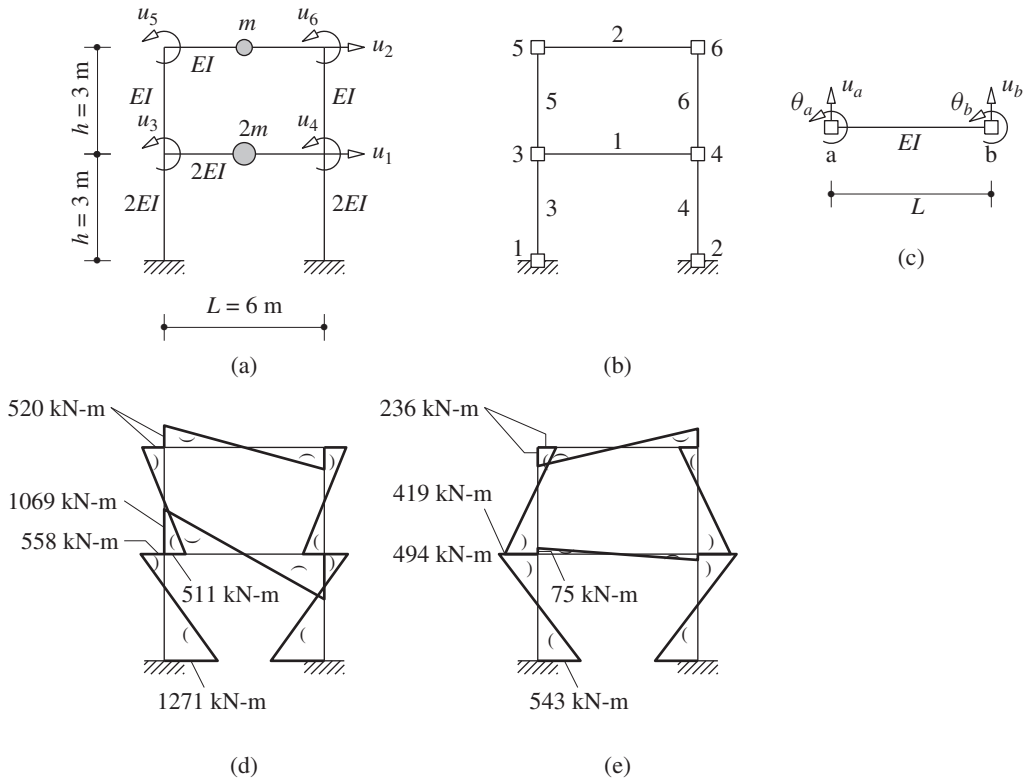 u5
m
u6
u2
EI
EI
EI
h = 3 m
u3
2m
u4
u1
2EI
2EI
2EI
h = 3 m
L = 6 m
(a)
5
2
6
5
6
3
1
4
3
4
1
2
(b)
θa
ua
θb
ub
a
EI
b
L
(c)
520 kN-m
1069 kN-m
558 kN-m
511 kN-m
1271 kN-m
(d)
236 kN-m
419 kN-m
494 kN-m
75 kN-m
543 kN-m
(e)